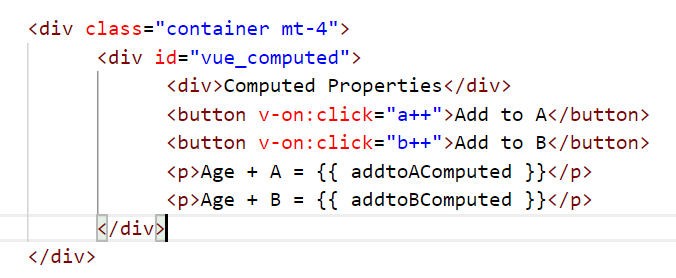 <div class="container mt-4">
<div id="vue_computed">
<div>Computed Properties</div>
<button v-on:click="a++">Add to A</button>
<button v-on:click="b++">Add to B</button>
<p>Age + A = {{ addtoAComputed }}</p>
<p>Age + B = {{ addtoBComputed }}</p>
</div>
</div>